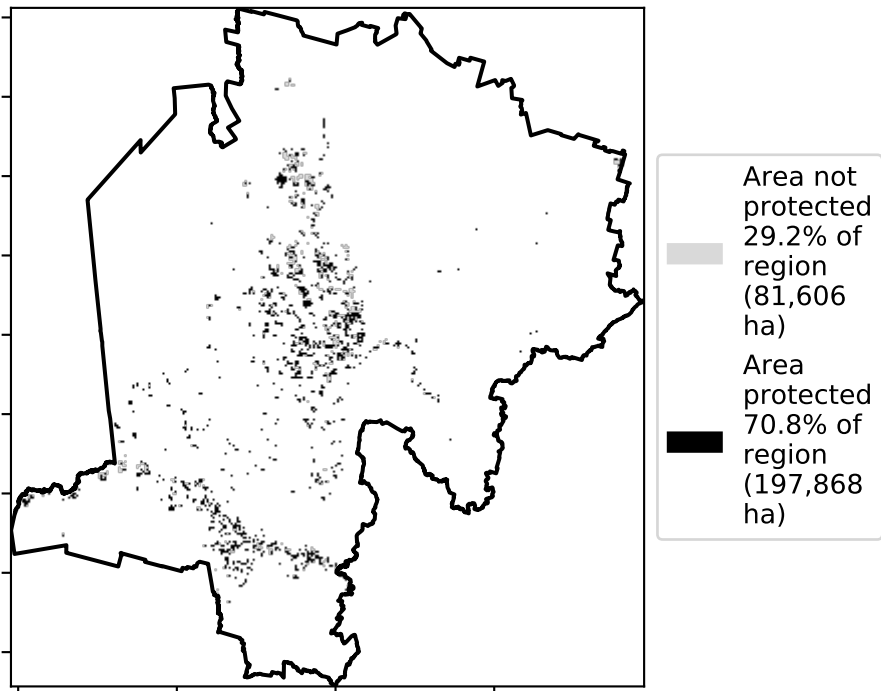 Area not
protected
29.2% of
region
(81,606
ha)
Area
protected
70.8% of
region
(197,868
ha)